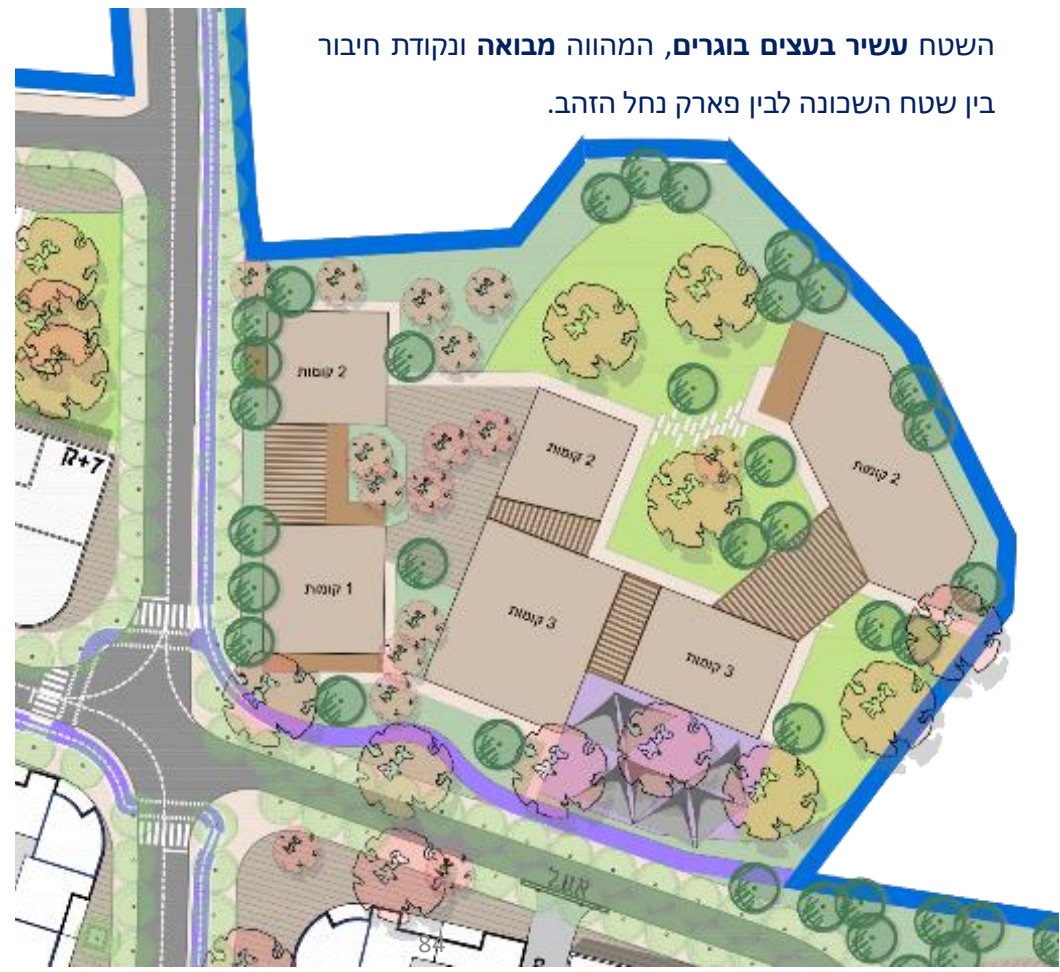 השטח עשיר בעצים בוגרים, המהווה מבואה ונקודת חיבור
בין שטח השכונה לבין פארק נחל הזהב.
2 קומות
2 קומות
2 קומות
ק+7
1 קומות
3 קומות
3 קומות
84